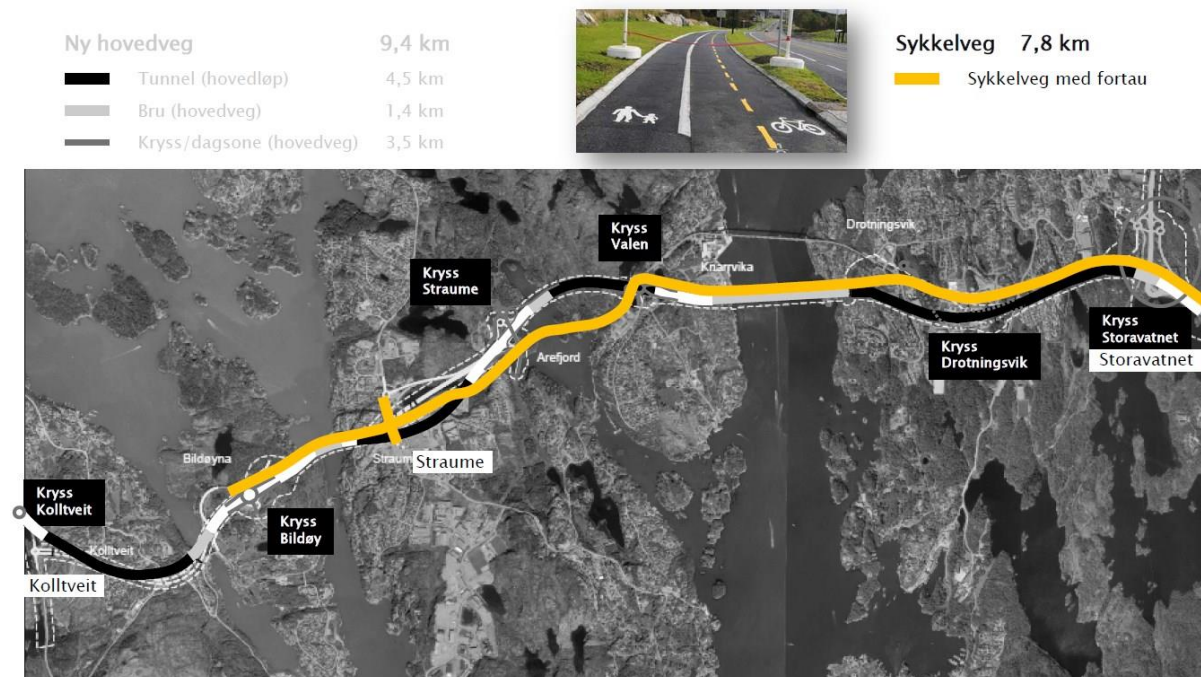 Ny hovedveg 9,4 km
Tunnel (hovedløp) 4,5 km
Bru (hovedveg) 1,4 km
Kryss/dagsone (hovedveg) 3,5 km
Sykkelveg 7,8 km
Sykkelveg med fortau
Kryss
Valen
Drotningsvik
Knarrvika
Kryss
Straume
Arefjord
Kryss
Storavatnet
Storavatnet
Kryss
Drotningsvik
Bildøyna
Straume
Kryss
Kolltveit
Kryss
Bildøy
Kolltveit
Kolltveit